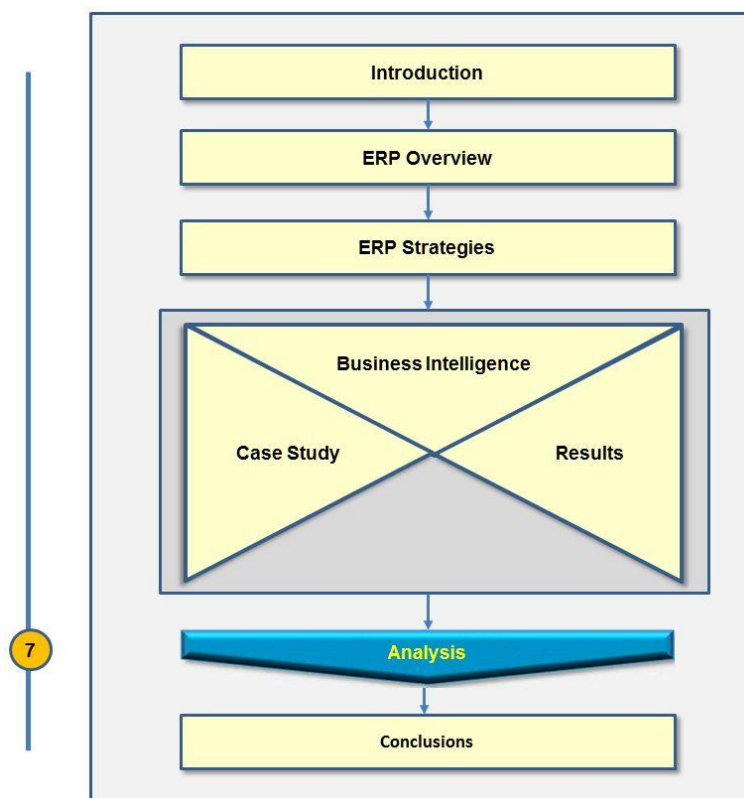 Introduction
ERP Overview
ERP Strategies
Business Intelligence
Case Study
Results
7
Analysis
Conclusions